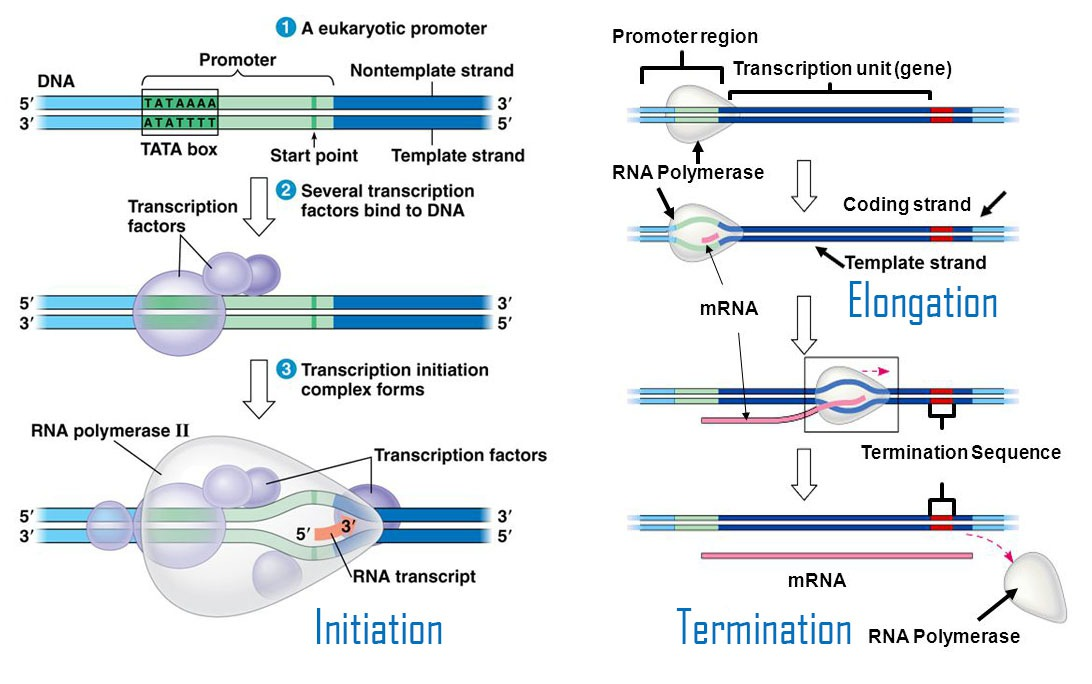 1 A eukaryotic promoter
Promoter
Nontemplate strand
DNA
5′ TATAAAA 3′
3′ ATATTTT 5′
TATA box
Start point
Template strand
2 Several transcription
factors bind to DNA
Transcription
factors
5′ 3′
3′ 5′
3 Transcription initiation
complex forms
RNA polymerase II
Transcription factors
5′ 3′
5′ 3′
3′ 5′
RNA transcript
Initiation
Promoter region
Transcription unit (gene)
RNA Polymerase
Coding strand
Template strand
Elongation
mRNA
Termination Sequence
mRNA
Termination
RNA Polymerase